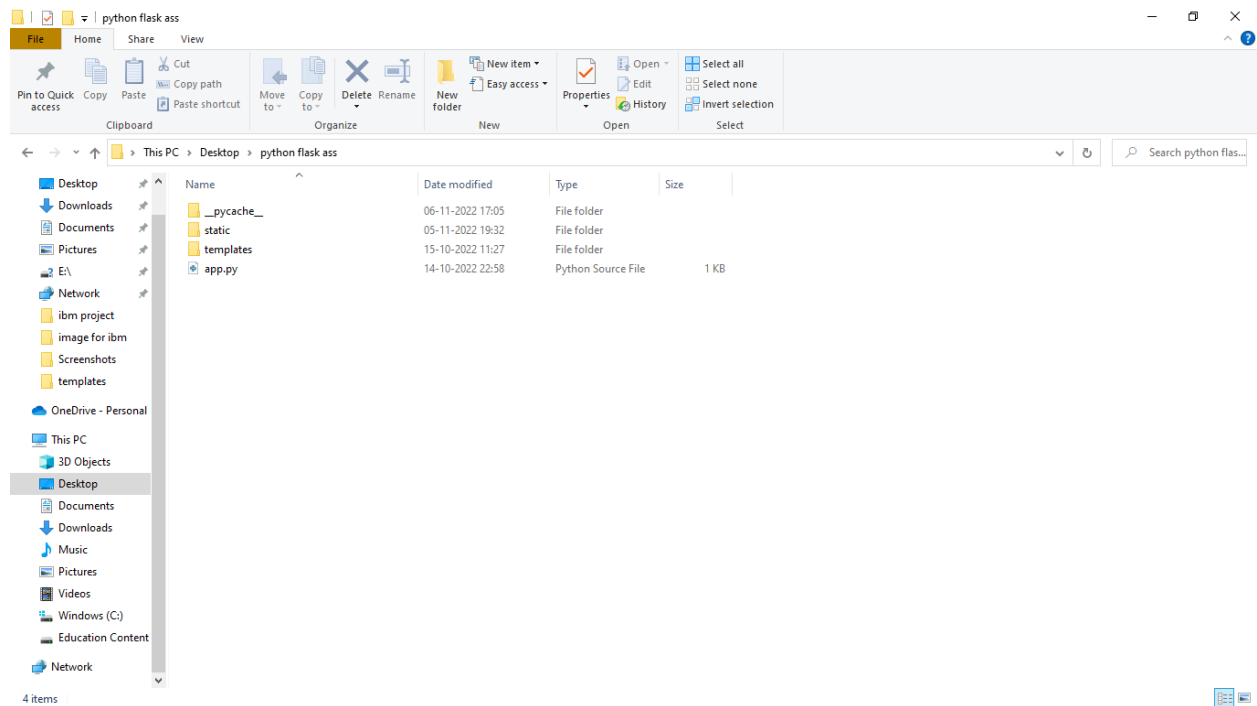 python flask ass
File Home Share View
Pin to Quick access Copy Paste Cut Copy path Paste shortcut Move to Copy to Delete Rename New folder New item Easy access Properties Open Edit History Select all Select none Invert selection
Clipboard Organize New Open Select
This PC > Desktop > python flask ass Search python flas...
Desktop
Downloads
Documents
Pictures
E:\
Network
ibm project
image for ibm
Screenshots
templates
OneDrive - Personal
This PC
3D Objects
Desktop
Documents
Downloads
Music
Pictures
Videos
Windows (C:)
Education Content
Network
Name Date modified Type Size
__pycache__ 06-11-2022 17:05 File folder
static 05-11-2022 19:32 File folder
templates 15-10-2022 11:27 File folder
app.py 14-10-2022 22:58 Python Source File 1 KB
4 items